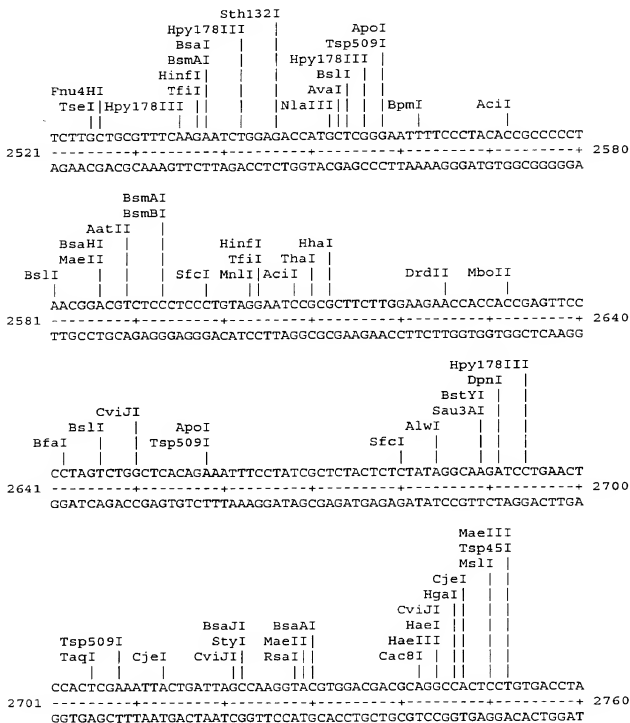 Sth132I
Hpy178III ApoI
BsaI Tsp509I
BsmAI Hpy178III
HinfI BslI
Fnu4HI TfiI AvaI
TseI Hpy178III NlaIII BpmI AciI
TCTTGCTGCGTTTCAAGAATCTGGAGACCATGCTCGGGAATTTTCCCTACACCGCCCCCT
2521 ---------+---------+---------+---------+---------+---------+ 2580
AGAACGACGCAAAGTTCTTAGACCTCTGGTACGAGCCCTTAAAAGGGATGTGGCGGGGGA
BsmAI
BsmBI
AatII
BsaHI HinfI HhaI
MaeII TfiI ThaI
BslI SfcI MnlI AciI DrdII MboII
AACGGACGTCTCCCTCCCTGTAGGAATCCGCGCTTCTTGGAAGAACCACCACCGAGTTCC
2581 ---------+---------+---------+---------+---------+---------+ 2640
TTGCCTGCAGAGGGAGGGACATCCTTAGGCGCGAAGAACCTTCTTGGTGGTGGCTCAAGG
Hpy178III
DpnI
BstYI
CviJI Sau3AI
BslI ApoI AlwI
BfaI Tsp509I SfcI
CCTAGTCTGGCTCACAGAAATTTCCTATCGCTCTACTCTCTATAGGCAAGATCCTGAACT
2641 ---------+---------+---------+---------+---------+---------+ 2700
GGATCAGACCGAGTGTCTTTAAAGGATAGCGAGATGAGAGATATCCGTTCTAGGACTTGA
MaeIII
Tsp45I
MslI
CjeI
HgaI
CviJI
BsaJI BsaAI HaeI
Tsp509I StyI MaeII HaeIII
TaqI CjeI CviJI RsaI Cac8I
CCACTCGAAATTACTGATTAGCCAAGGTACGTGGACGACGCAGGCCACTCCTGTGACCTA
2701 ---------+---------+---------+---------+---------+---------+ 2760
GGTGAGCTTTAATGACTAATCGGTTCCATGCACCTGCTGCGTCCGGTGAGGACACTGGAT